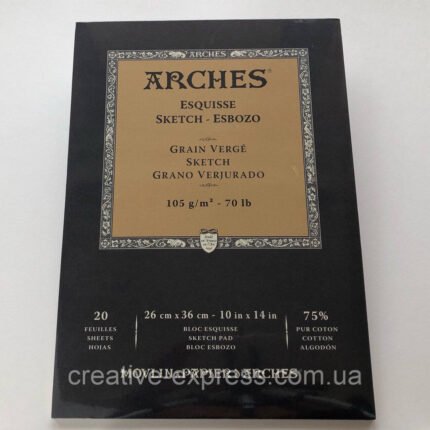 ARCHES
ARCHES®
ESQUISSE
SKETCH - ESBOZO
GRAIN VERGÉ
SKETCH
GRANO VERJURADO
105 g/m² - 70 lb
20
FEUILLES
SHEETS
HOJAS
26 cm x 36 cm - 10 in x 14 in
BLOC ESQUISSE
SKETCH PAD
BLOC ESBOZO
75%
PUR COTON
COTTON
ALGODÓN
creative-express.com.ua